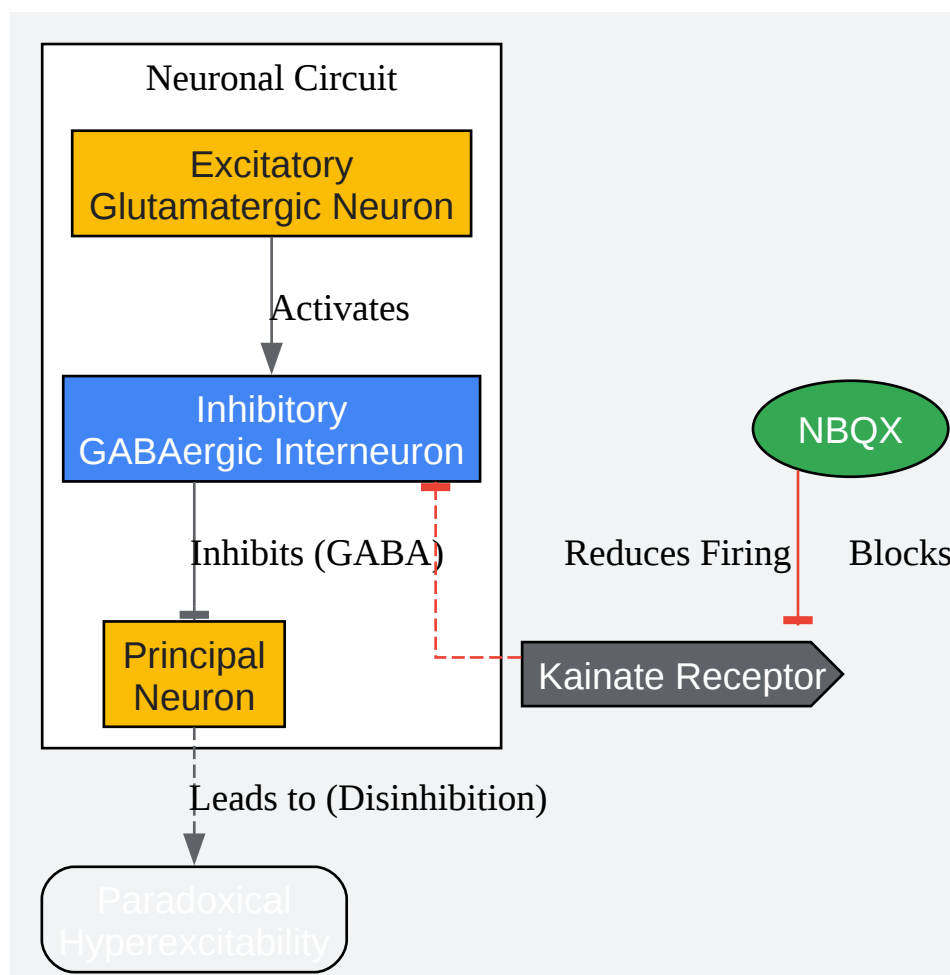 Neuronal Circuit
Excitatory
Glutamatergic Neuron
Activates
Inhibitory
GABAergic Interneuron
NBQX
Inhibits (GABA)
Reduces Firing
Blocks
Principal
Neuron
Kainate Receptor
Leads to (Disinhibition)
Paradoxical
Hyperexcitability